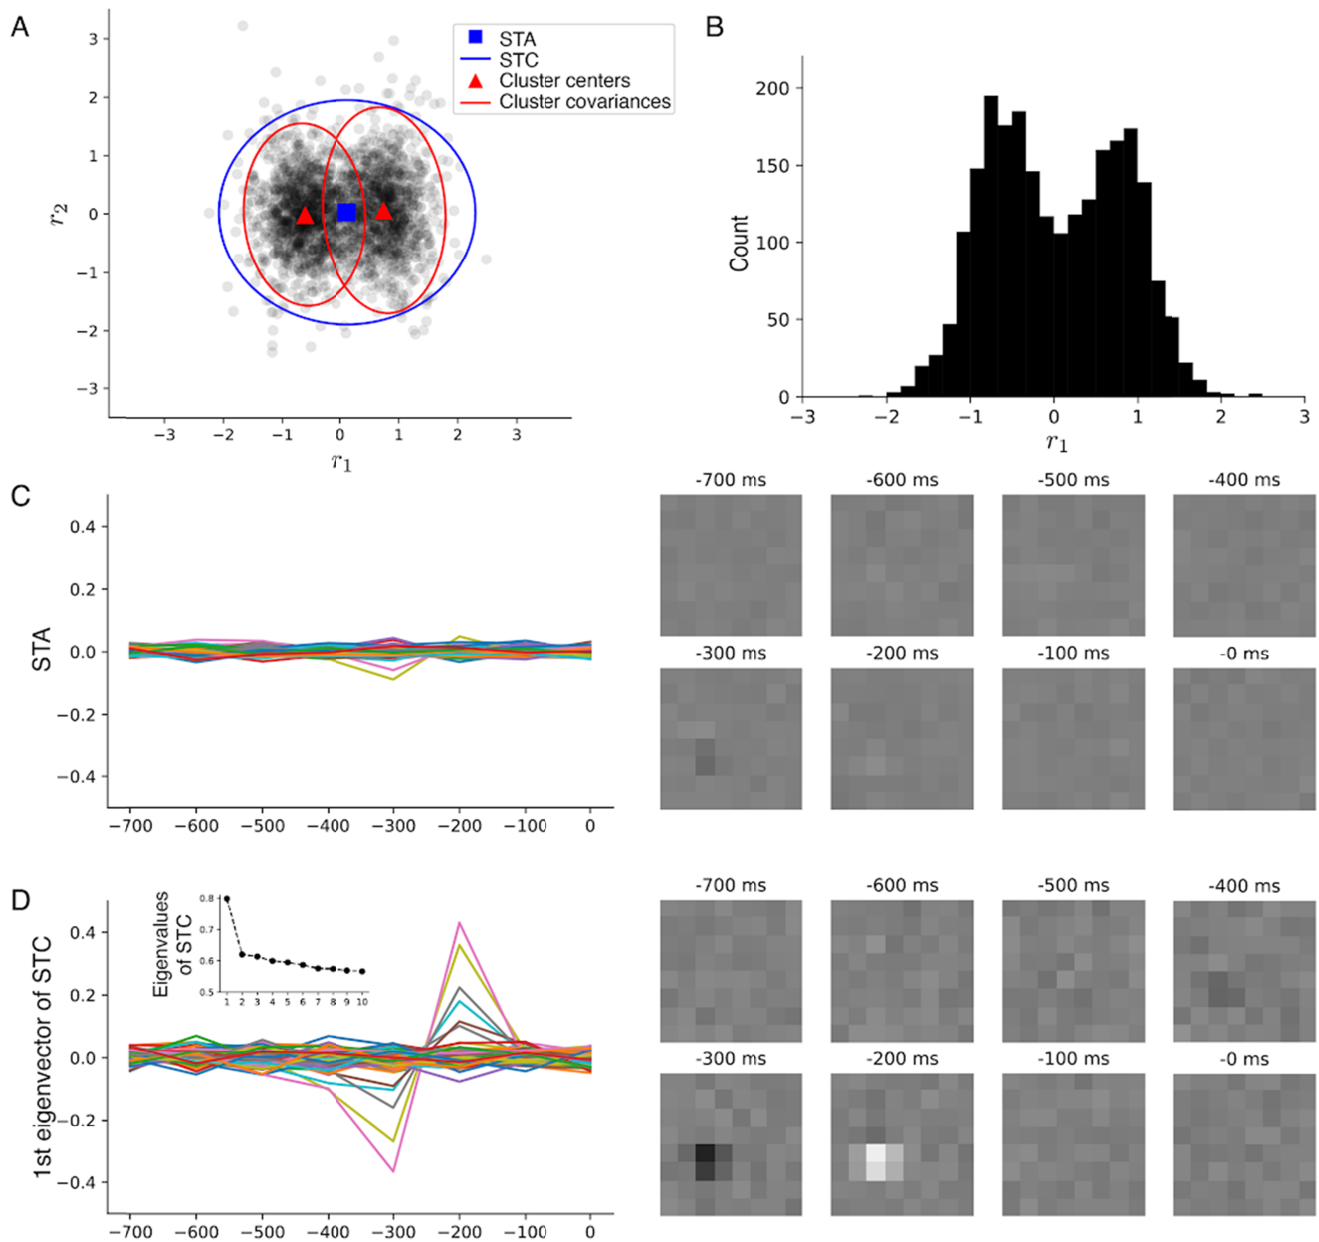 A
3
2
1
0
−1
−2
−3
r2
−3 −2 −1 0 1 2 3
r1
STA
STC
Cluster centers
Cluster covariances
B
200
150
100
50
0
Count
−3 −2 −1 0 1 2 3
r1
C
0.4
0.2
0.0
−0.2
−0.4
STA
−700 −600 −500 −400 −300 −200 −100 0
-700 ms -600 ms -500 ms -400 ms
-300 ms -200 ms -100 ms -0 ms
D
0.4
0.2
0.0
−0.2
−0.4
1st eigenvector of STC
Eigenvalues
of STC
0.8
0.7
0.6
0.5
1 2 3 4 5 6 7 8 9 10
−700 −600 −500 −400 −300 −200 −100 0
-700 ms -600 ms -500 ms -400 ms
-300 ms -200 ms -100 ms -0 ms